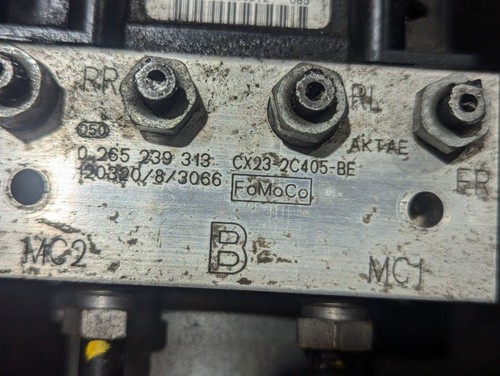 RR
RL
050
AKTAE
0 265 239 313 CX23-2C405-BE
120320/8/3066 FoMoCo
FR
MC2
B
MC1